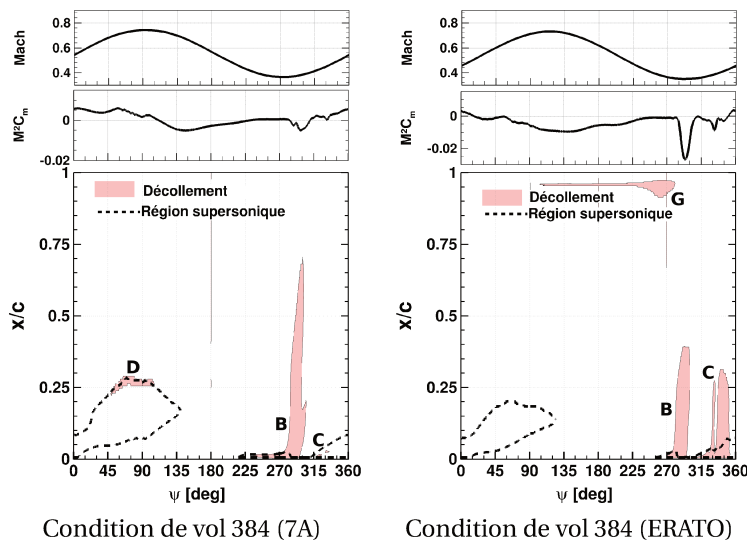 0.8
0.6
0.4
Mach
0
-0.02
M²Cₘ
1
0.75
0.5
0.25
0
x/c
Décollement
Région supersonique
D
B
C
0 45 90 135 180 225 270 315 360
ψ [deg]
Condition de vol 384 (7A)
0.8
0.6
0.4
Mach
0
-0.02
M²Cₘ
1
0.75
0.5
0.25
0
x/c
G
Décollement
Région supersonique
C
B
0 45 90 135 180 225 270 315 360
ψ [deg]
Condition de vol 384 (ERATO)